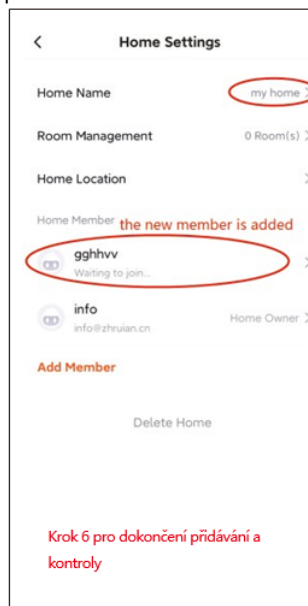 Home Settings
Home Name my home
Room Management 0 Room(s)
Home Location
Home Member the new member is added
gghhvv
Waiting to join...
info
info@zhruian.cn Home Owner
Add Member
Delete Home
Krok 6 pro dokončení přidávání a
kontroly